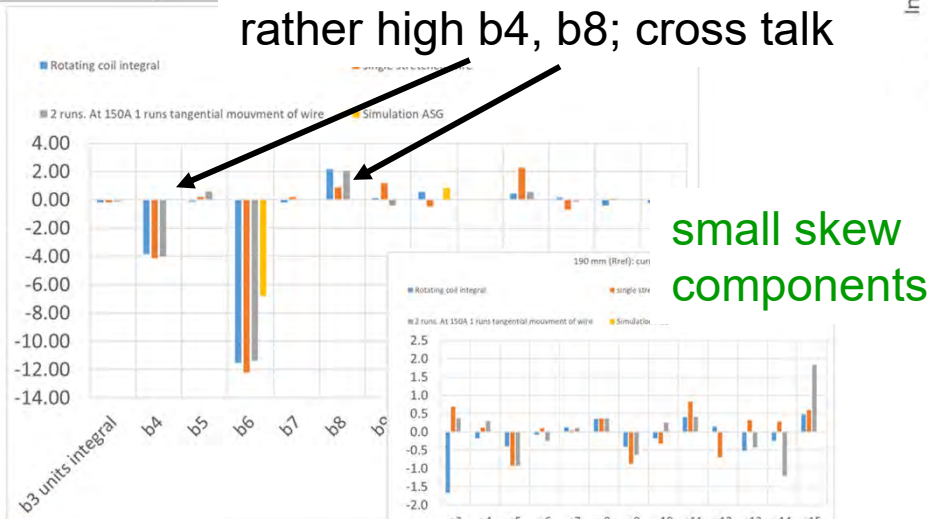 rather high b4, b8; cross talk
Rotating coil integral
2 runs. At 150A 1 runs tangential mouvment of wire
Simulation ASG
4.00
2.00
0.00
-2.00
-4.00
-6.00
-8.00
-10.00
-12.00
-14.00
b3 units integral
b4
b5
b6
b7
b8
small skew
components
190 mm (Rref): curr
Rotating coil integral
single stre
2 runs. At 150A 1 runs tangential mouvment of wire
2.5
2.0
1.5
1.0
0.5
0.0
-0.5
-1.0
-1.5
-2.0